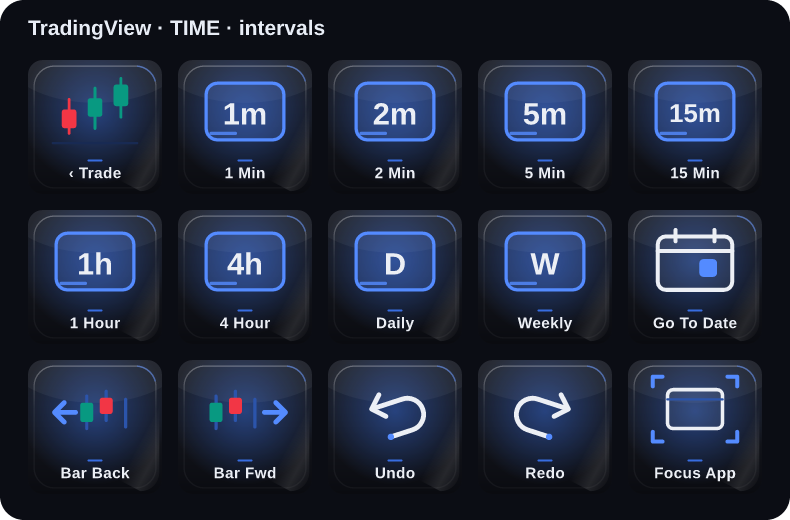 TradingView · TIME · intervals
‹ Trade
1m
1 Min
2m
2 Min
5m
5 Min
15m
15 Min
1h
1 Hour
4h
4 Hour
D
Daily
W
Weekly
Go To Date
Bar Back
Bar Fwd
Undo
Redo
Focus App